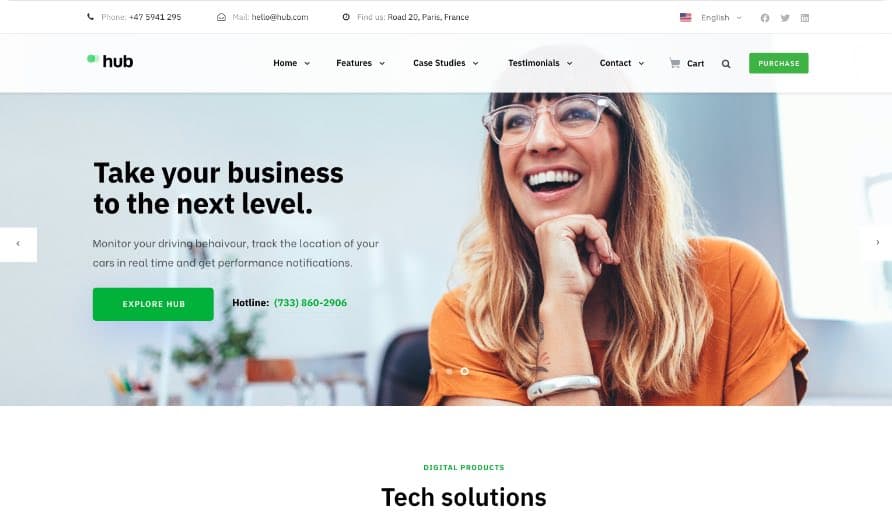 Phone: +47 5941 295
Mail: hello@hub.com
Find us: Road 20, Paris, France
English
hub
Home
Features
Case Studies
Testimonials
Contact
Cart
PURCHASE
Take your business
to the next level.
Monitor your driving behaivour, track the location of your
cars in real time and get performance notifications.
EXPLORE HUB
Hotline: (733) 860-2906
DIGITAL PRODUCTS
Tech solutions